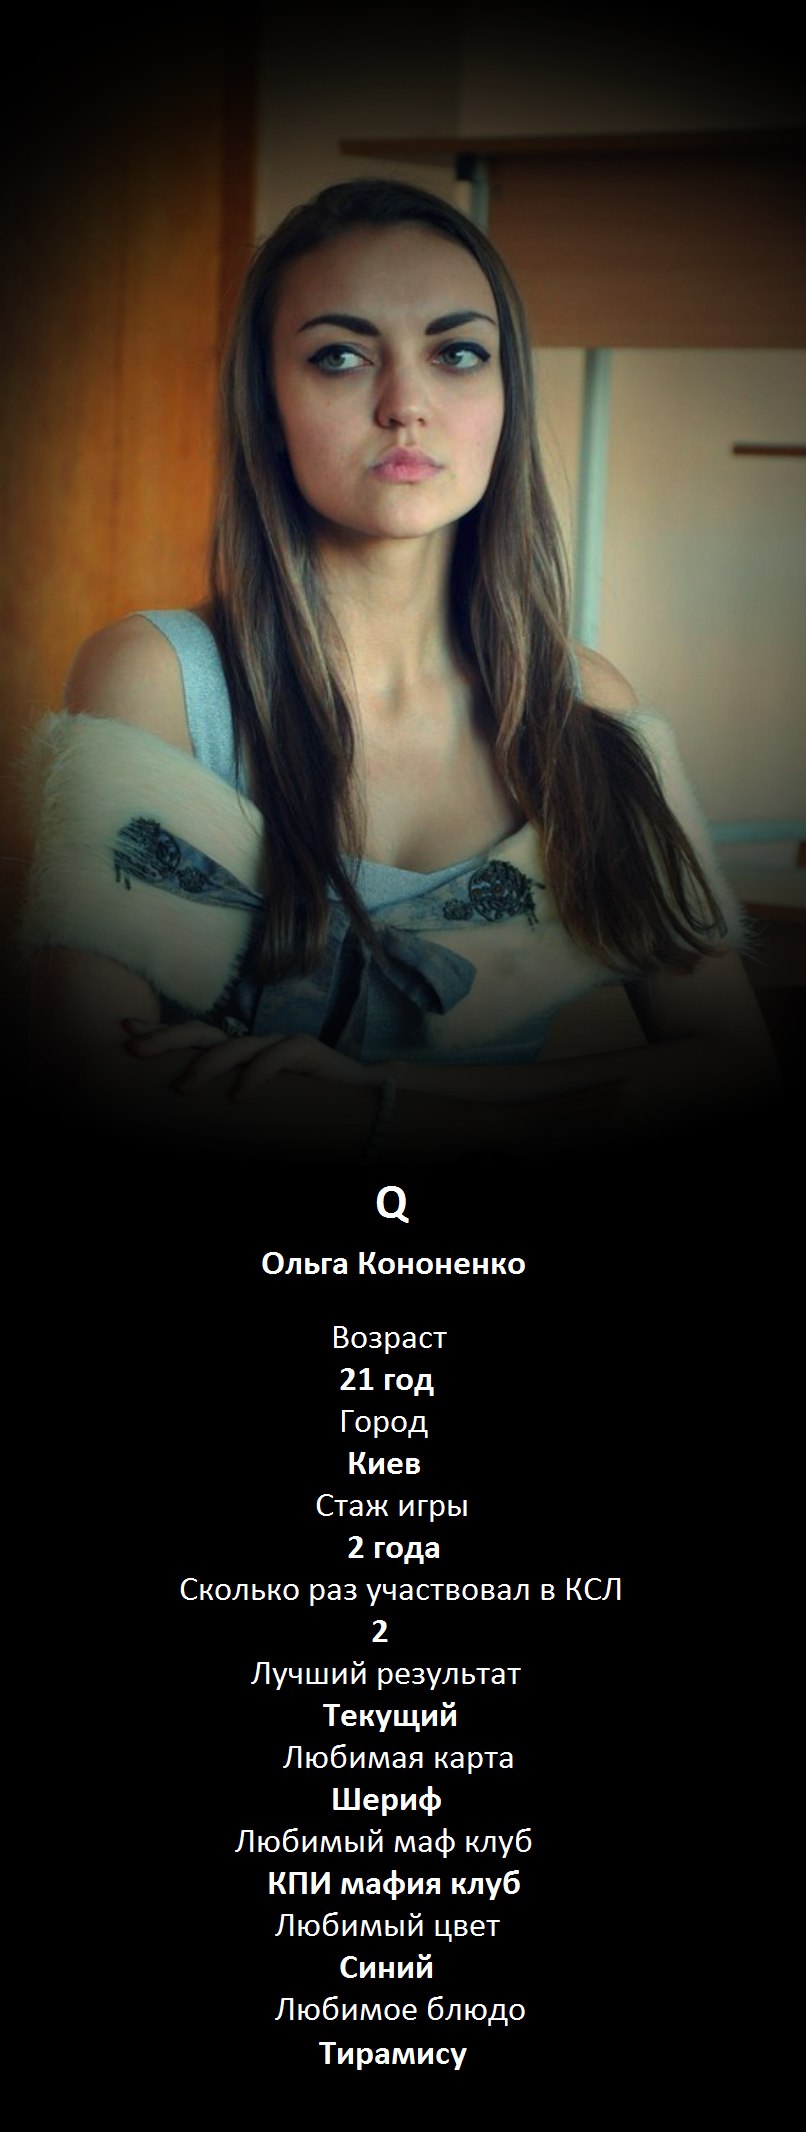 Q
Ольга Кононенко
Возраст
21 год
Город
Киев
Стаж игры
2 года
Сколько раз участвовал в КСЛ
2
Лучший результат
Текущий
Любимая карта
Шериф
Любимый маф клуб
КПИ мафия клуб
Любимый цвет
Синий
Любимое блюдо
Тирамису